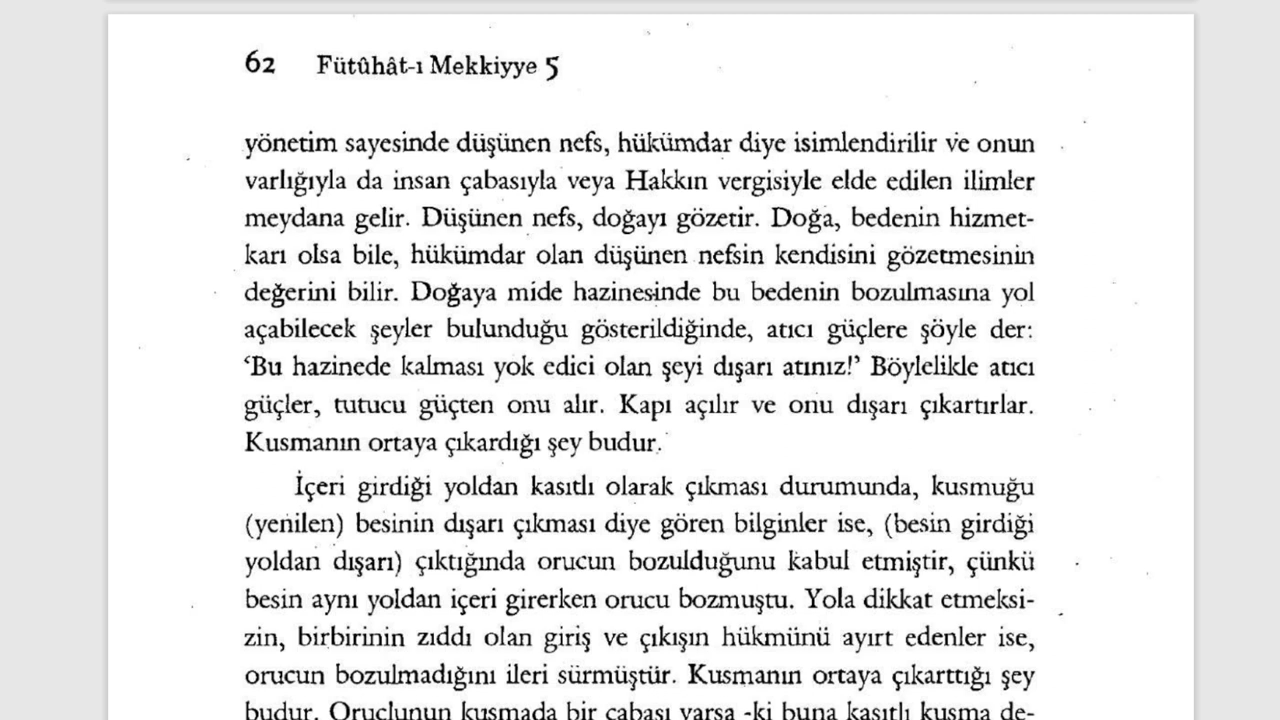 62 Fütûhât-ı Mekkiyye 5
yönetim sayesinde düşünen nefs, hükümdar diye isimlendirilir ve onun
varlığıyla da insan çabasıyla veya Hakkın vergisiyle elde edilen ilimler
meydana gelir. Düşünen nefs, doğayı gözetir. Doğa, bedenin hizmet-
karı olsa bile, hükümdar olan düşünen nefsin kendisini gözetmesinin
değerini bilir. Doğaya mide hazinesinde bu bedenin bozulmasına yol
açabilecek şeyler bulunduğu gösterildiğinde, atıcı güçlere şöyle der:
‘Bu hazinede kalması yok edici olan şeyi dışarı atınız!’ Böylelikle atıcı
güçler, tutucu güçten onu alır. Kapı açılır ve onu dışarı çıkartırlar.
Kusmanın ortaya çıkardığı şey budur.
İçeri girdiği yoldan kasıtlı olarak çıkması durumunda, kusmuğu
(yenilen) besinin dışarı çıkması diye gören bilginler ise, (besin girdiği
yoldan dışarı) çıktığında orucun bozulduğunu kabul etmiştir, çünkü
besin aynı yoldan içeri girerken orucu bozmuştu. Yola dikkat etmeksi-
zin, birbirinin zıddı olan giriş ve çıkışın hükmünü ayırt edenler ise,
orucun bozulmadığını ileri sürmüştür. Kusmanın ortaya çıkarttığı şey
budur. Oruçlunun kusmada bir çabası varsa -ki buna kasıtlı kusma de-